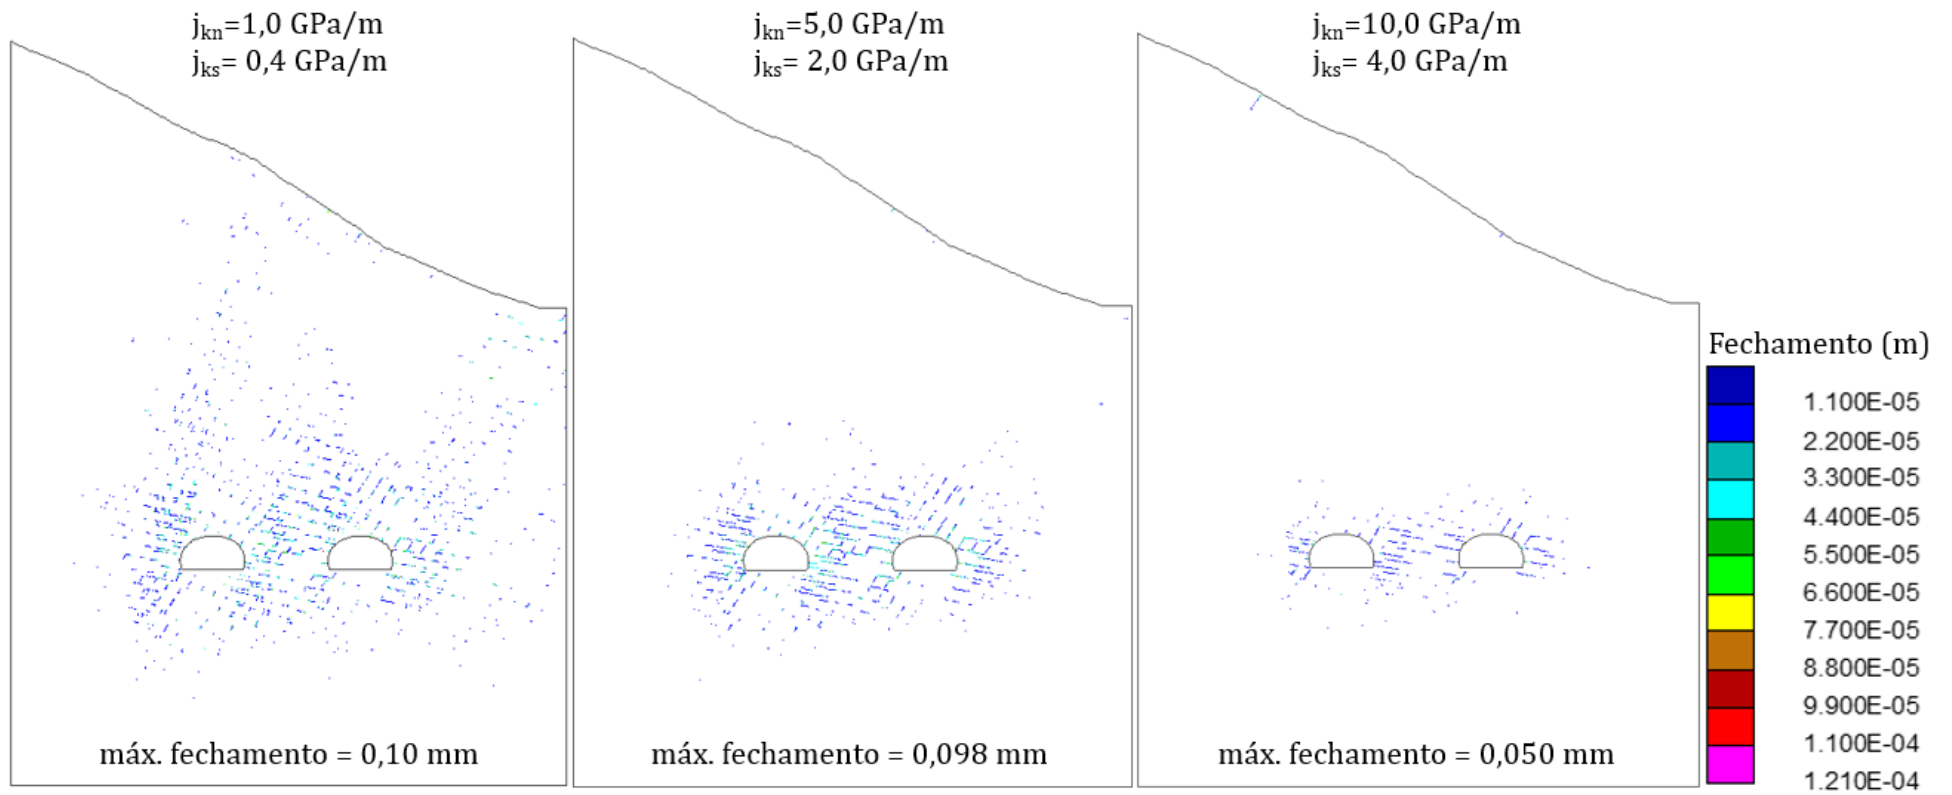 jkn=1,0 GPa/m
jks= 0,4 GPa/m
jkn=5,0 GPa/m
jks= 2,0 GPa/m
jkn=10,0 GPa/m
jks= 4,0 GPa/m
Fechamento (m)
1.100E-05
2.200E-05
3.300E-05
4.400E-05
5.500E-05
6.600E-05
7.700E-05
8.800E-05
9.900E-05
1.100E-04
1.210E-04
máx. fechamento = 0,10 mm
máx. fechamento = 0,098 mm
máx. fechamento = 0,050 mm